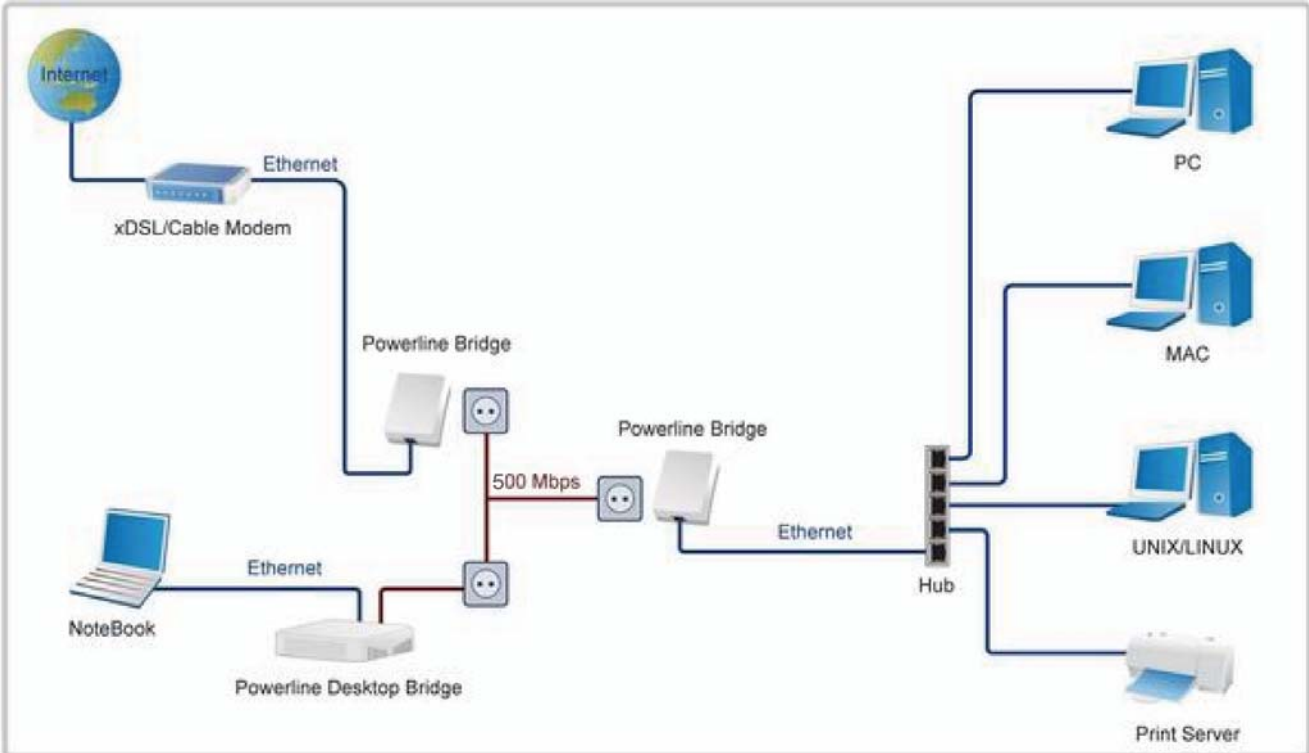 Internet
Ethernet
xDSL/Cable Modem
PC
MAC
Powerline Bridge
Powerline Bridge
500 Mbps
Ethernet
UNIX/LINUX
Ethernet
Hub
NoteBook
Powerline Desktop Bridge
Print Server